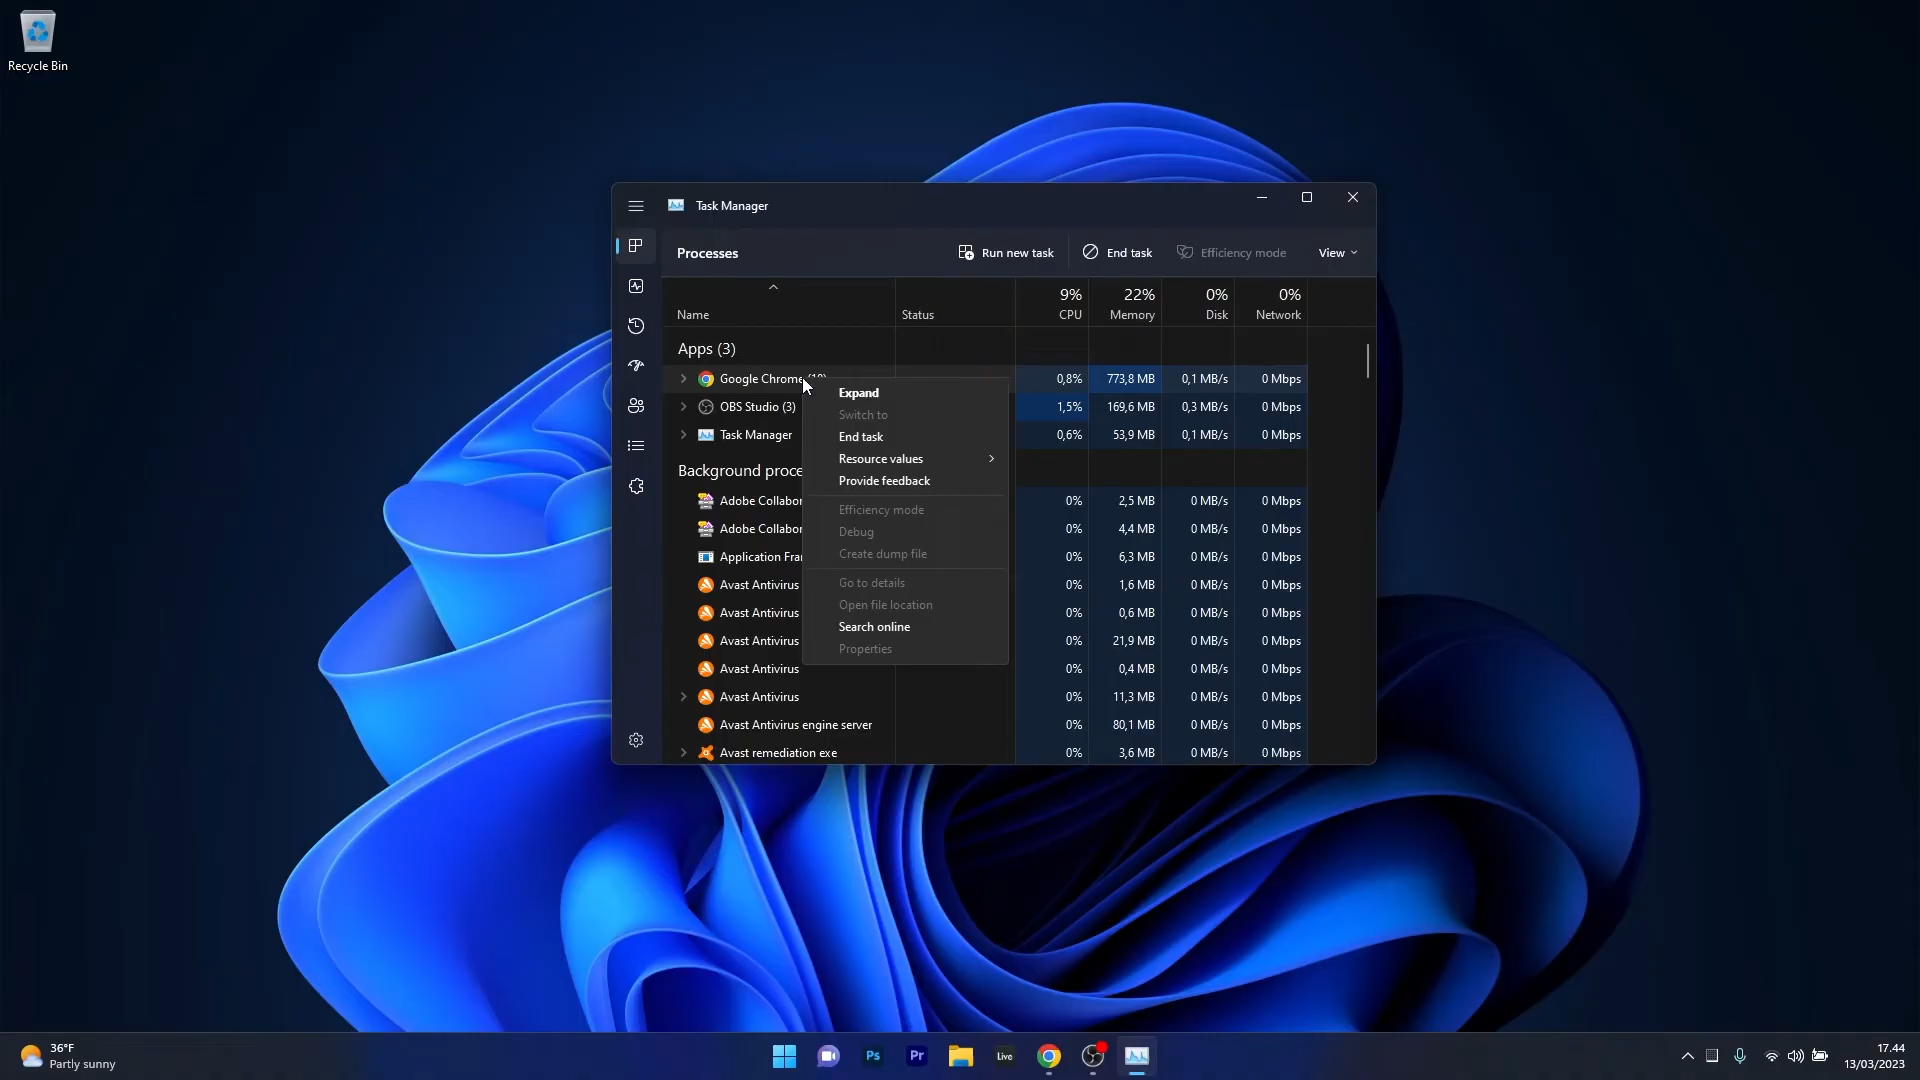 Recycle Bin
Task Manager
Processes
Run new task
End task
Efficiency mode
View
Name
Status
9%
CPU
22%
Memory
0%
Disk
0%
Network
Apps (3)
Google Chrome
0,8%
773,8 MB
0,1 MB/s
0 Mbps
OBS Studio (3)
1,5%
169,6 MB
0,3 MB/s
0 Mbps
Task Manager
0,6%
53,9 MB
0,1 MB/s
0 Mbps
Background proce
Adobe Collabor
0%
2,5 MB
0 MB/s
0 Mbps
Adobe Collabor
0%
4,4 MB
0 MB/s
0 Mbps
Application Fra
0%
6,3 MB
0 MB/s
0 Mbps
Avast Antivirus
0%
1,6 MB
0 MB/s
0 Mbps
Avast Antivirus
0%
0,6 MB
0 MB/s
0 Mbps
Avast Antivirus
0%
21,9 MB
0 MB/s
0 Mbps
Avast Antivirus
0%
0,4 MB
0 MB/s
0 Mbps
Avast Antivirus
0%
11,3 MB
0 MB/s
0 Mbps
Avast Antivirus engine server
0%
80,1 MB
0 MB/s
0 Mbps
Avast remediation exe
0%
3,6 MB
0 MB/s
0 Mbps
Expand
Switch to
End task
Resource values
Provide feedback
Efficiency mode
Debug
Create dump file
Go to details
Open file location
Search online
Properties
36°F
Partly sunny
Ps
Pr
Live
17.44
13/03/2023